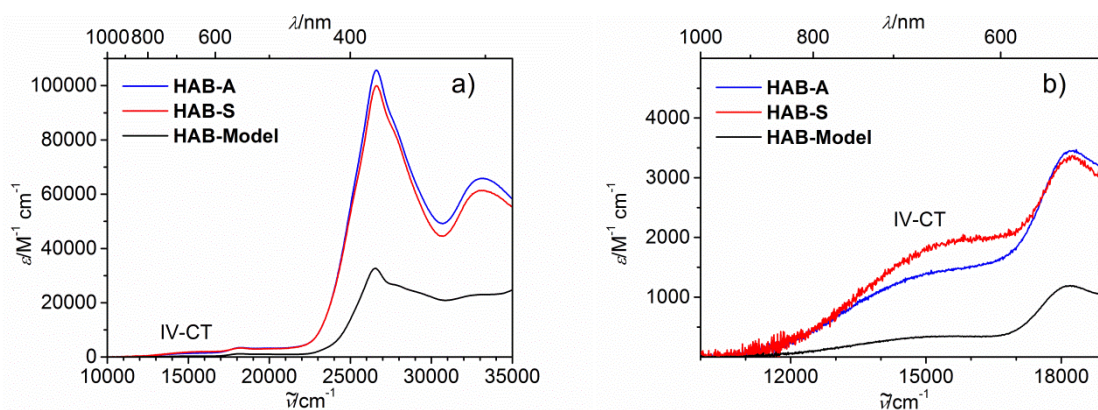 λ/nm
1000 800 600 400
100000
80000
60000
40000
20000
0
ε/M⁻¹ cm⁻¹
HAB-A
HAB-S
HAB-Model
a)
IV-CT
10000 15000 20000 25000 30000 35000
ṽ/cm⁻¹
λ/nm
1000 800 600
4000
3000
2000
1000
ε/M⁻¹ cm⁻¹
HAB-A
HAB-S
HAB-Model
b)
IV-CT
12000 15000 18000
ṽ/cm⁻¹